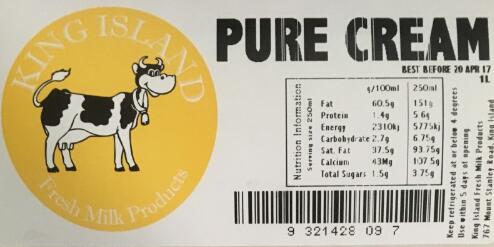 KING ISLAND
Fresh Milk Products
PURE CREAM
BEST BEFORE 20 APR 17
1L
Nutrition Information
Serving size 250ml
g/100ml 250ml
Fat 60.5g 151g
Protein 1.4g 5.6g
Energy 2310kj 5775kj
Carbohydrate 2.7g 6.75g
Sat. Fat 37.5g 93.75g
Calcium 43Mg 107.5g
Total Sugars 1.5g 3.75g
9 321428 09 7
Keep refrigerated at or below 4 degrees
Use within 5 days of opening
King Island Fresh Milk Products
767 Mount Stanley Road, King Island